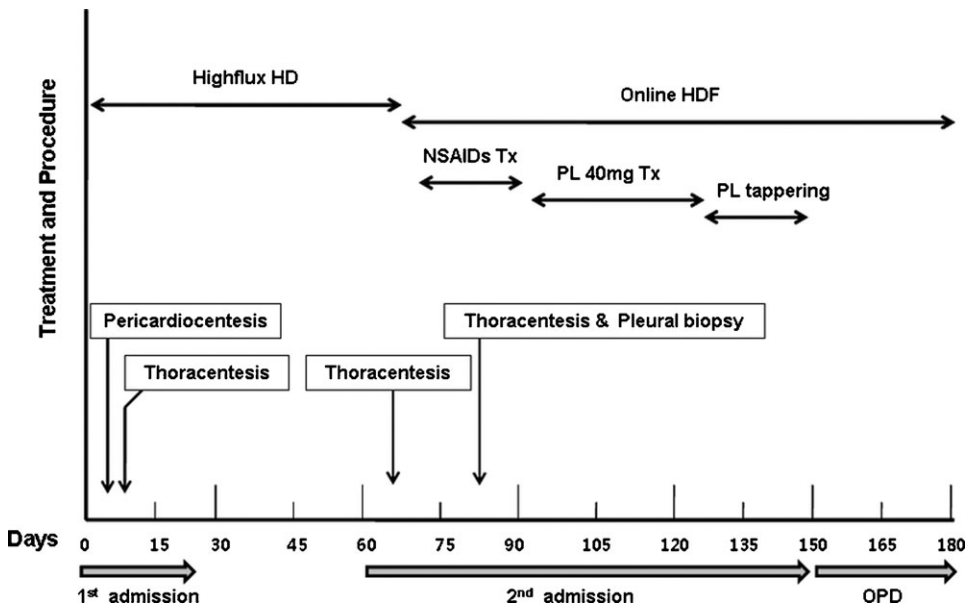 Treatment and Procedure
Highflux HD
Online HDF
NSAIDs Tx
PL 40mg Tx
PL tappering
Pericardiocentesis
Thoracentesis & Pleural biopsy
Thoracentesis
Thoracentesis
Days
0 15 30 45 60 75 90 105 120 135 150 165 180
1st admission
2nd admission
OPD